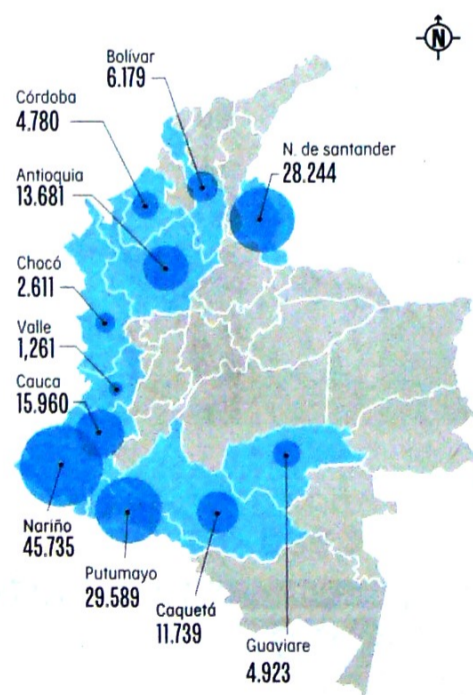 N
Bolívar
6.179
Córdoba
4.780
N. de santander
28.244
Antioquia
13.681
Chocó
2.611
Valle
1,261
Cauca
15.960
Nariño
45.735
Putumayo
29.589
Caquetá
11.739
Guaviare
4.923